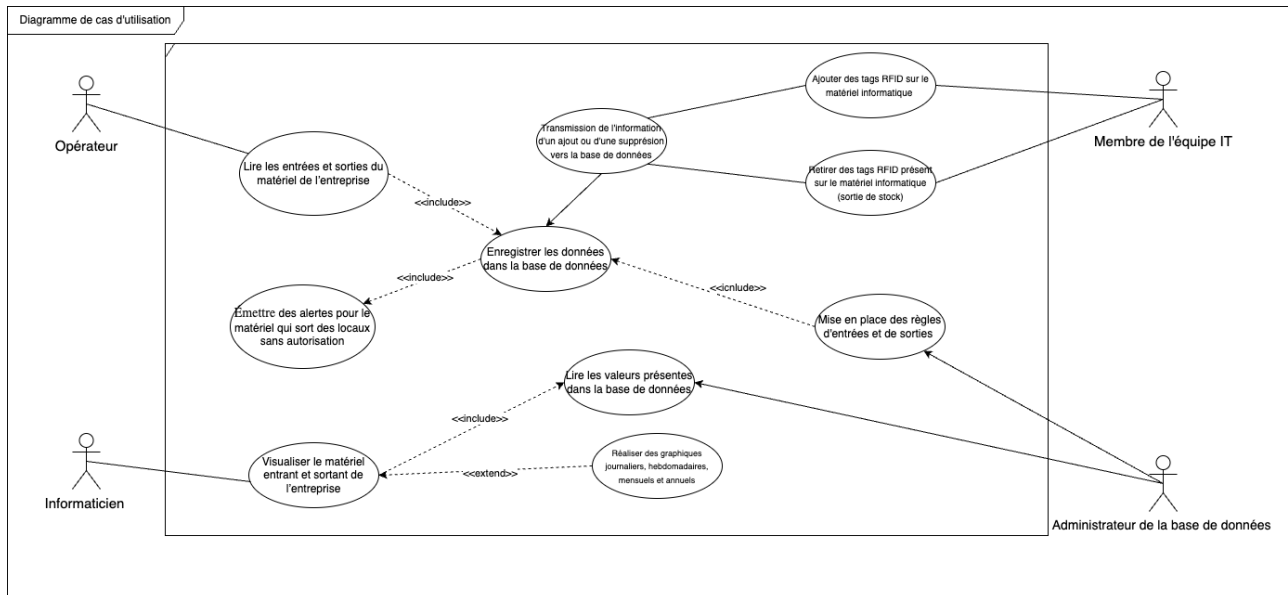 Diagramme de cas d'utilisation
Opérateur
Lire les entrées et sorties du
matériel de l'entreprise
Transmission de l'information
d'un ajout ou d'une supprésion
vers la base de données
Ajouter des tags RFID sur le
matériel informatique
Membre de l'équipe IT
Retirer des tags RFID présent
sur le matériel informatique
(sortie de stock)
<<include>>
Enregistrer les données
dans la base de données
<<include>>
<<icnlude>>
Émettre des alertes pour le
matériel qui sort des locaux
sans autorisation
Mise en place des règles
d'entrées et de sorties
Lire les valeurs présentes
dans la base de données
<<include>>
Informaticien
Visualiser le matériel
entrant et sortant de
l'entreprise
<<extend>>
Réaliser des graphiques
journaliers, hebdomadaires,
mensuels et annuels
Administrateur de la base de données